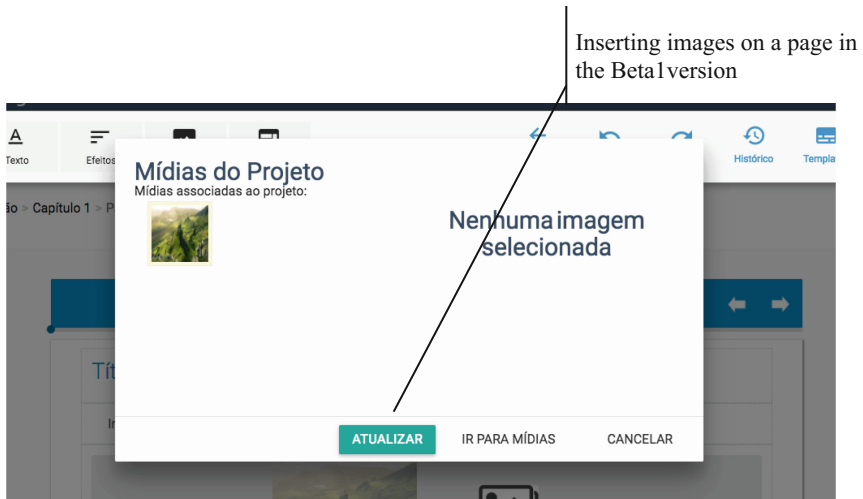 Inserting images on a page in
the Beta1version
A
Texto
Efeitos
Histórico
ão > Capítulo 1 > P
Mídias do Projeto
Mídias associadas ao projeto:
Nenhuma imagem
selecionada
Tít
ATUALIZAR
IR PARA MÍDIAS
CANCELAR